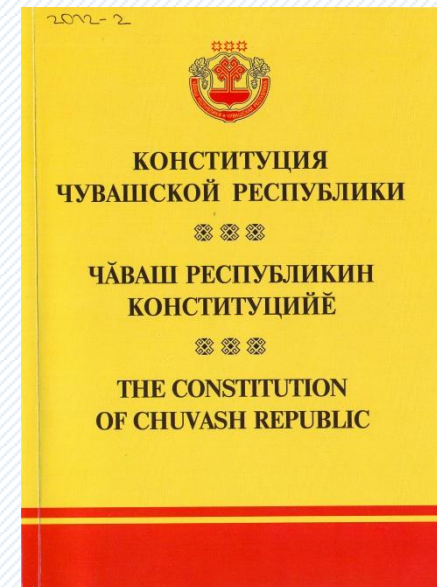 2012-2
КОНСТИТУЦИЯ
ЧУВАШСКОЙ РЕСПУБЛИКИ
ЧӐВАШ РЕСПУБЛИКИН
КОНСТИТУЦИЙӖ
THE CONSTITUTION
OF CHUVASH REPUBLIC